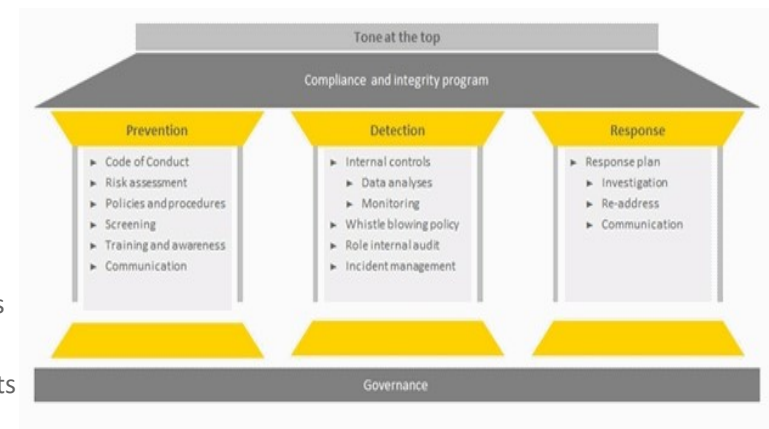 Tone at the top
Compliance and integrity program
Prevention
► Code of Conduct
► Risk assessment
► Policies and procedures
► Screening
► Training and awareness
► Communication
Detection
► Internal controls
► Data analyses
► Monitoring
► Whistle blowing policy
► Role internal audit
► Incident management
Response
► Response plan
► Investigation
► Re-address
► Communication
s
ts
Governance